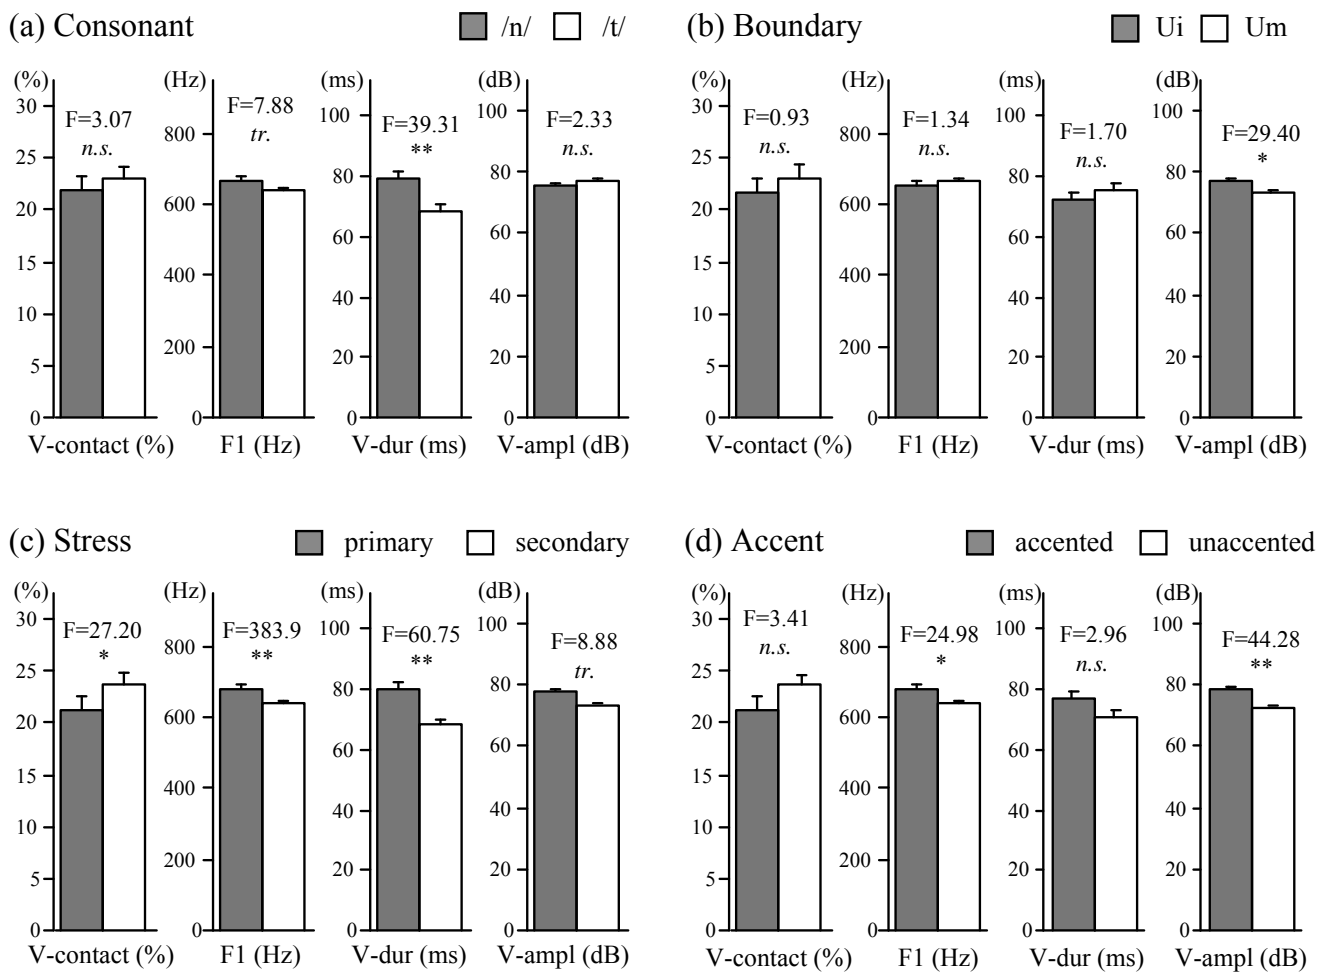 (a) Consonant /n/ /t/
(%) (Hz) (ms) (dB)
F=3.07 n.s.
F=7.88 tr.
F=39.31 **
F=2.33 n.s.
30 25 20 15 10 5 0
800 600 400 200 0
100 80 60 40 20 0
100 80 60 40 20 0
V-contact (%) F1 (Hz) V-dur (ms) V-ampl (dB)
(b) Boundary Ui Um
(%) (Hz) (ms) (dB)
F=0.93 n.s.
F=1.34 n.s.
F=1.70 n.s.
F=29.40 *
30 25 20 15 10 5 0
800 600 400 200 0
100 80 60 40 20 0
100 80 60 40 20 0
V-contact (%) F1 (Hz) V-dur (ms) V-ampl (dB)
(c) Stress primary secondary
(%) (Hz) (ms) (dB)
F=27.20 *
F=383.9 **
F=60.75 **
F=8.88 tr.
30 25 20 15 10 5 0
800 600 400 200 0
100 80 60 40 20 0
100 80 60 40 20 0
V-contact (%) F1 (Hz) V-dur (ms) V-ampl (dB)
(d) Accent accented unaccented
(%) (Hz) (ms) (dB)
F=3.41 n.s.
F=24.98 *
F=2.96 n.s.
F=44.28 **
30 25 20 15 10 5 0
800 600 400 200 0
100 80 60 40 20 0
100 80 60 40 20 0
V-contact (%) F1 (Hz) V-dur (ms) V-ampl (dB)